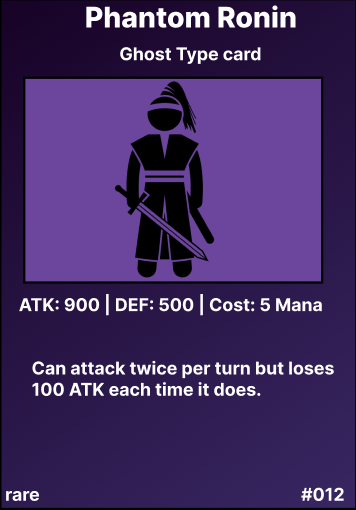 Phantom Ronin
Ghost Type card
ATK: 900 | DEF: 500 | Cost: 5 Mana
Can attack twice per turn but loses
100 ATK each time it does.
rare
#012